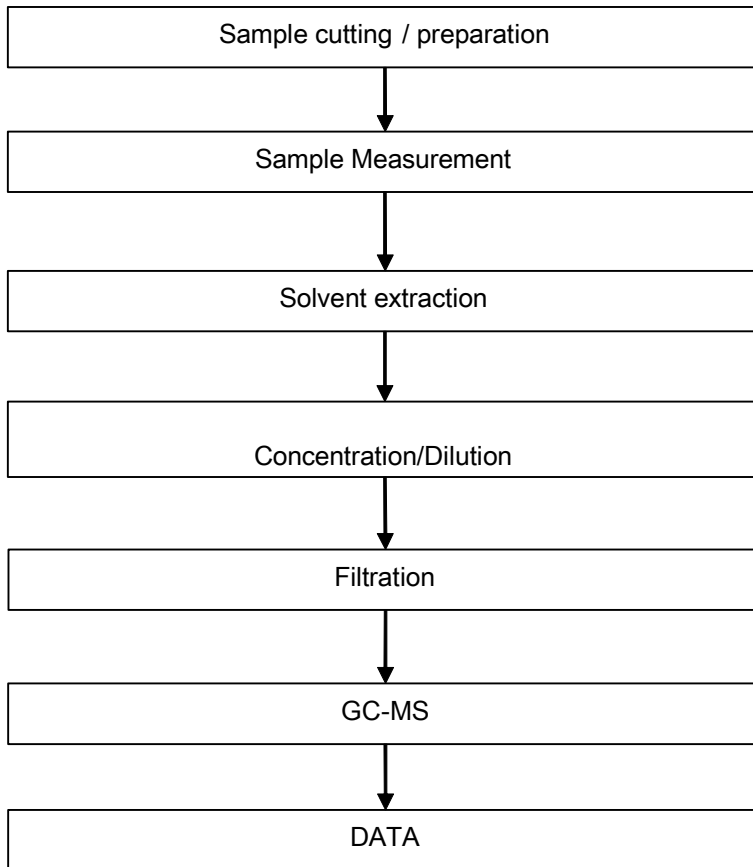 Sample cutting / preparation
Sample Measurement
Solvent extraction
Concentration/Dilution
Filtration
GC-MS
DATA